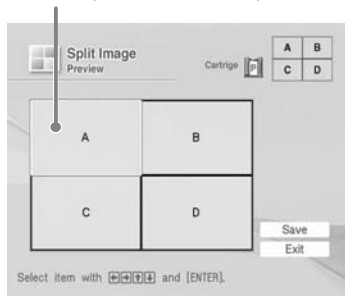 Split Image
Preview
Cartrige P
A B
C D
A B
C D
Save
Exit
Select item with ←→↑↓ and [ENTER].